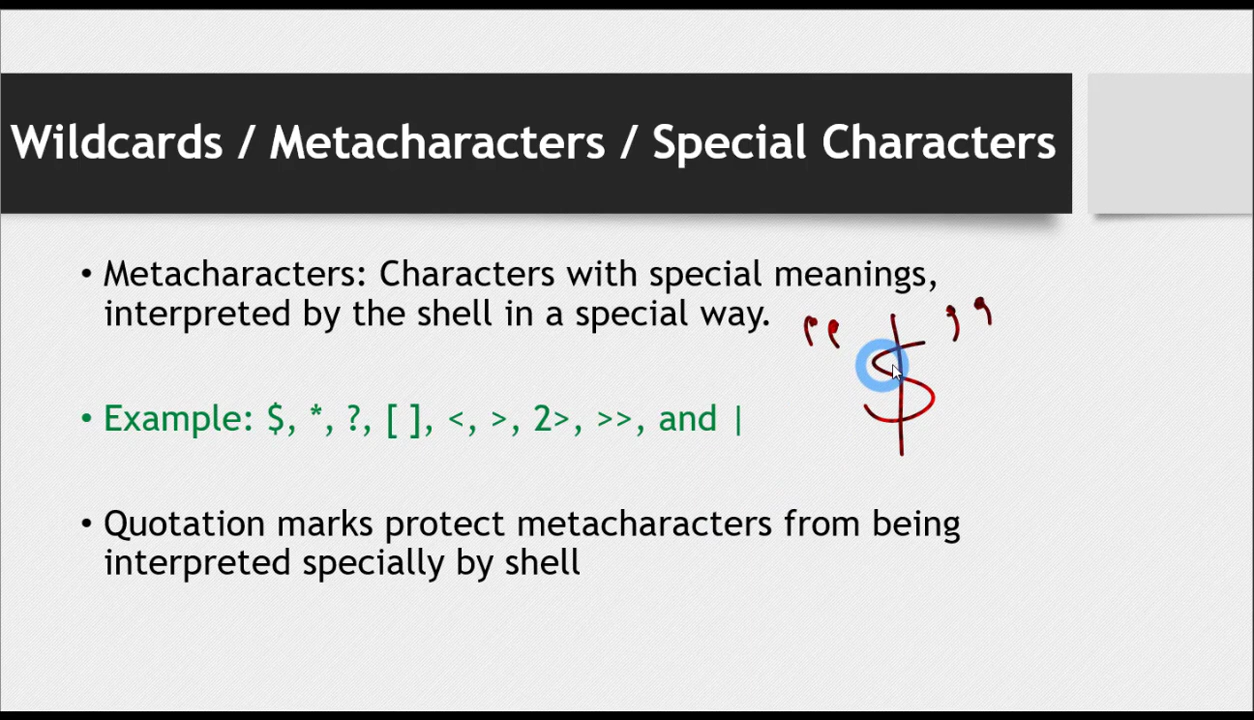 Wildcards / Metacharacters / Special Characters
• Metacharacters: Characters with special meanings,
interpreted by the shell in a special way.
“ $ ”
• Example: $, *, ?, [ ], <, >, 2>, >>, and |
• Quotation marks protect metacharacters from being
interpreted specially by shell